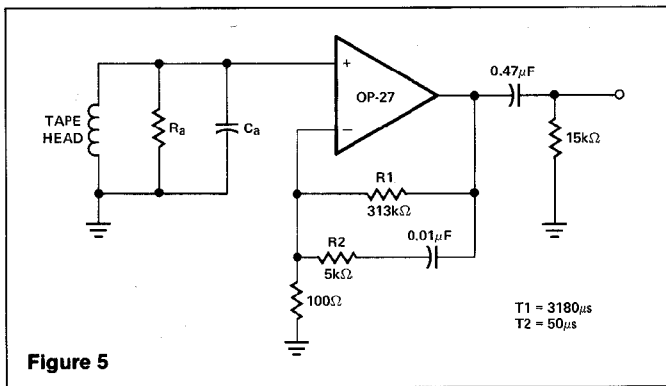 0.47µF
+
OP-27
−
TAPE
HEAD
Ra
Ca
15kΩ
R1
313kΩ
0.01µF
R2
5kΩ
100Ω
T1 = 3180µs
T2 = 50µs
Figure 5